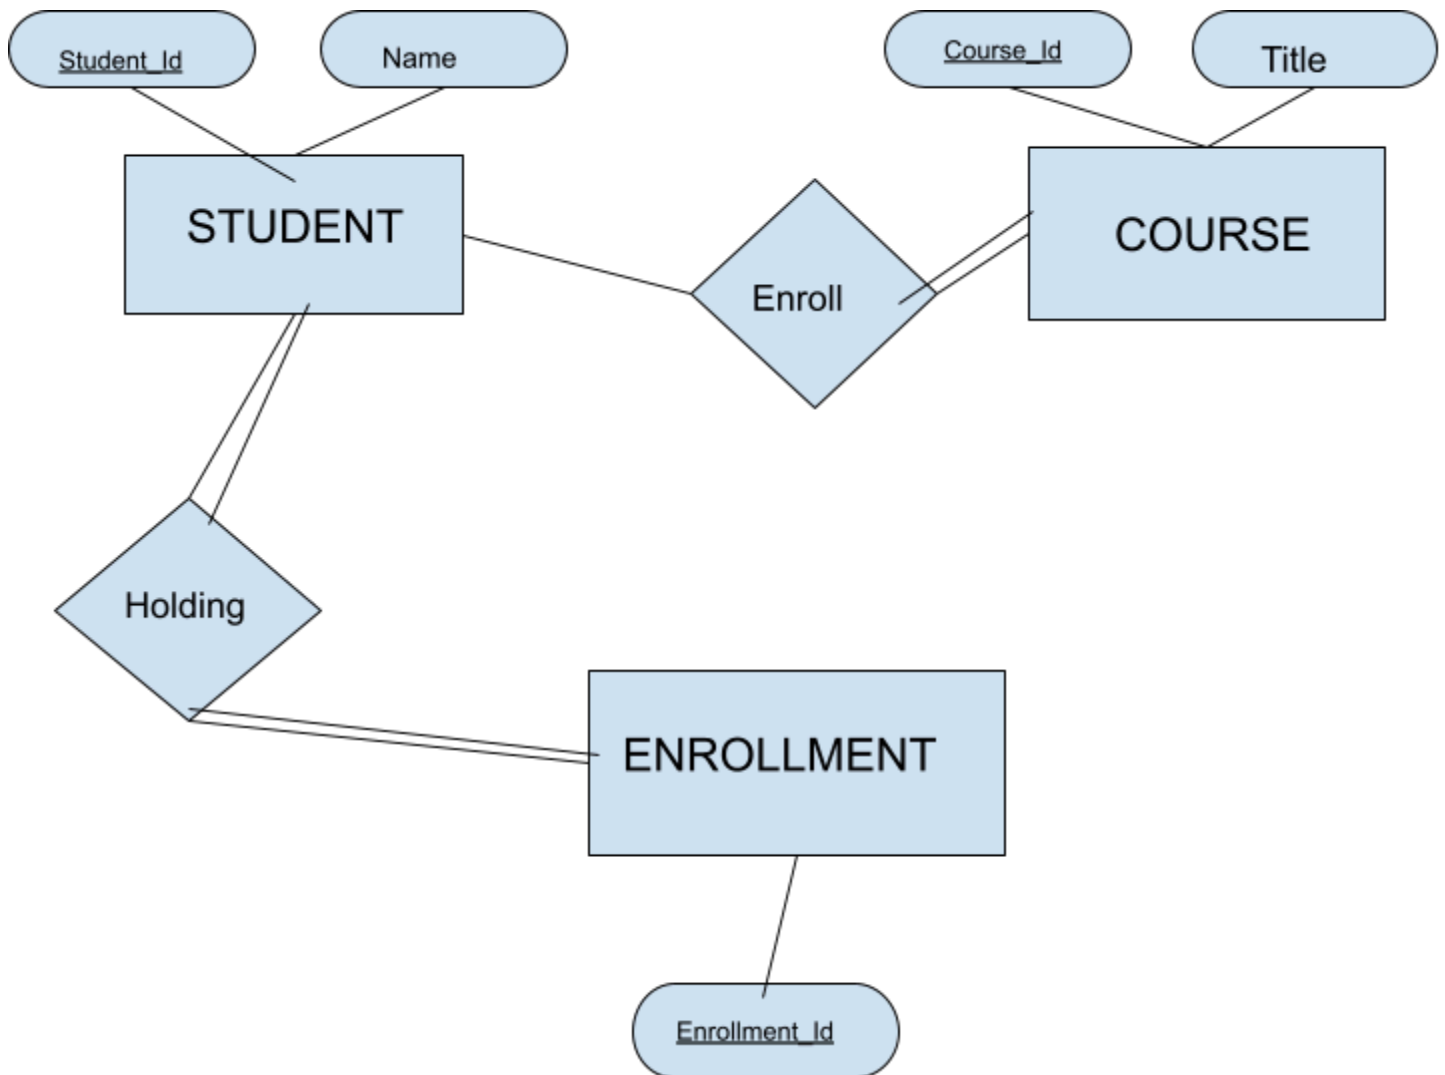 Student_Id
Name
Course_Id
Title
STUDENT
COURSE
Enroll
Holding
ENROLLMENT
Enrollment_Id